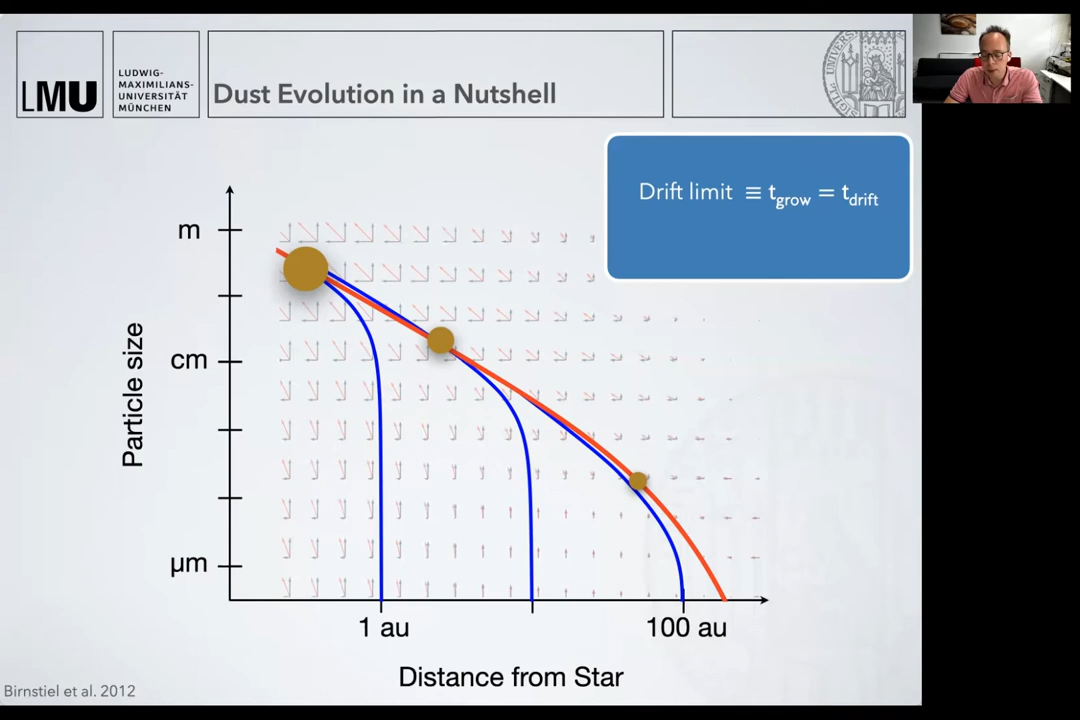 LMU
LUDWIG-
MAXIMILIANS-
UNIVERSITÄT
MÜNCHEN
Dust Evolution in a Nutshell
Drift limit ≡ tgrow = tdrift
m
cm
μm
Particle size
1 au
100 au
Distance from Star
Birnstiel et al. 2012